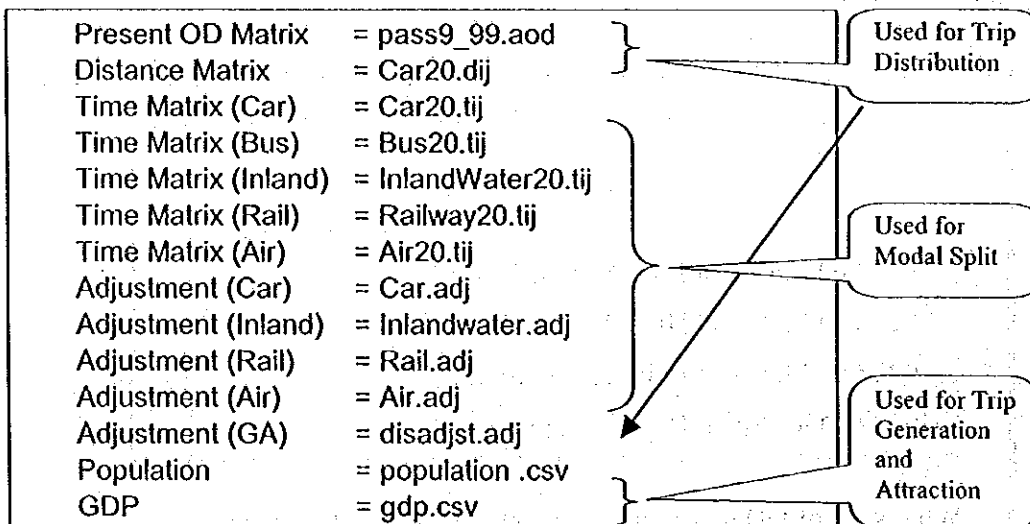 Present OD Matrix = pass9_99.aod
Distance Matrix = Car20.dij
Time Matrix (Car) = Car20.tij
Time Matrix (Bus) = Bus20.tij
Time Matrix (Inland) = InlandWater20.tij
Time Matrix (Rail) = Railway20.tij
Time Matrix (Air) = Air20.tij
Adjustment (Car) = Car.adj
Adjustment (Inland) = Inlandwater.adj
Adjustment (Rail) = Rail.adj
Adjustment (Air) = Air.adj
Adjustment (GA) = disadjst.adj
Population = population .csv
GDP = gdp.csv
Used for Trip
Distribution
Used for
Modal Split
Used for Trip
Generation
and
Attraction